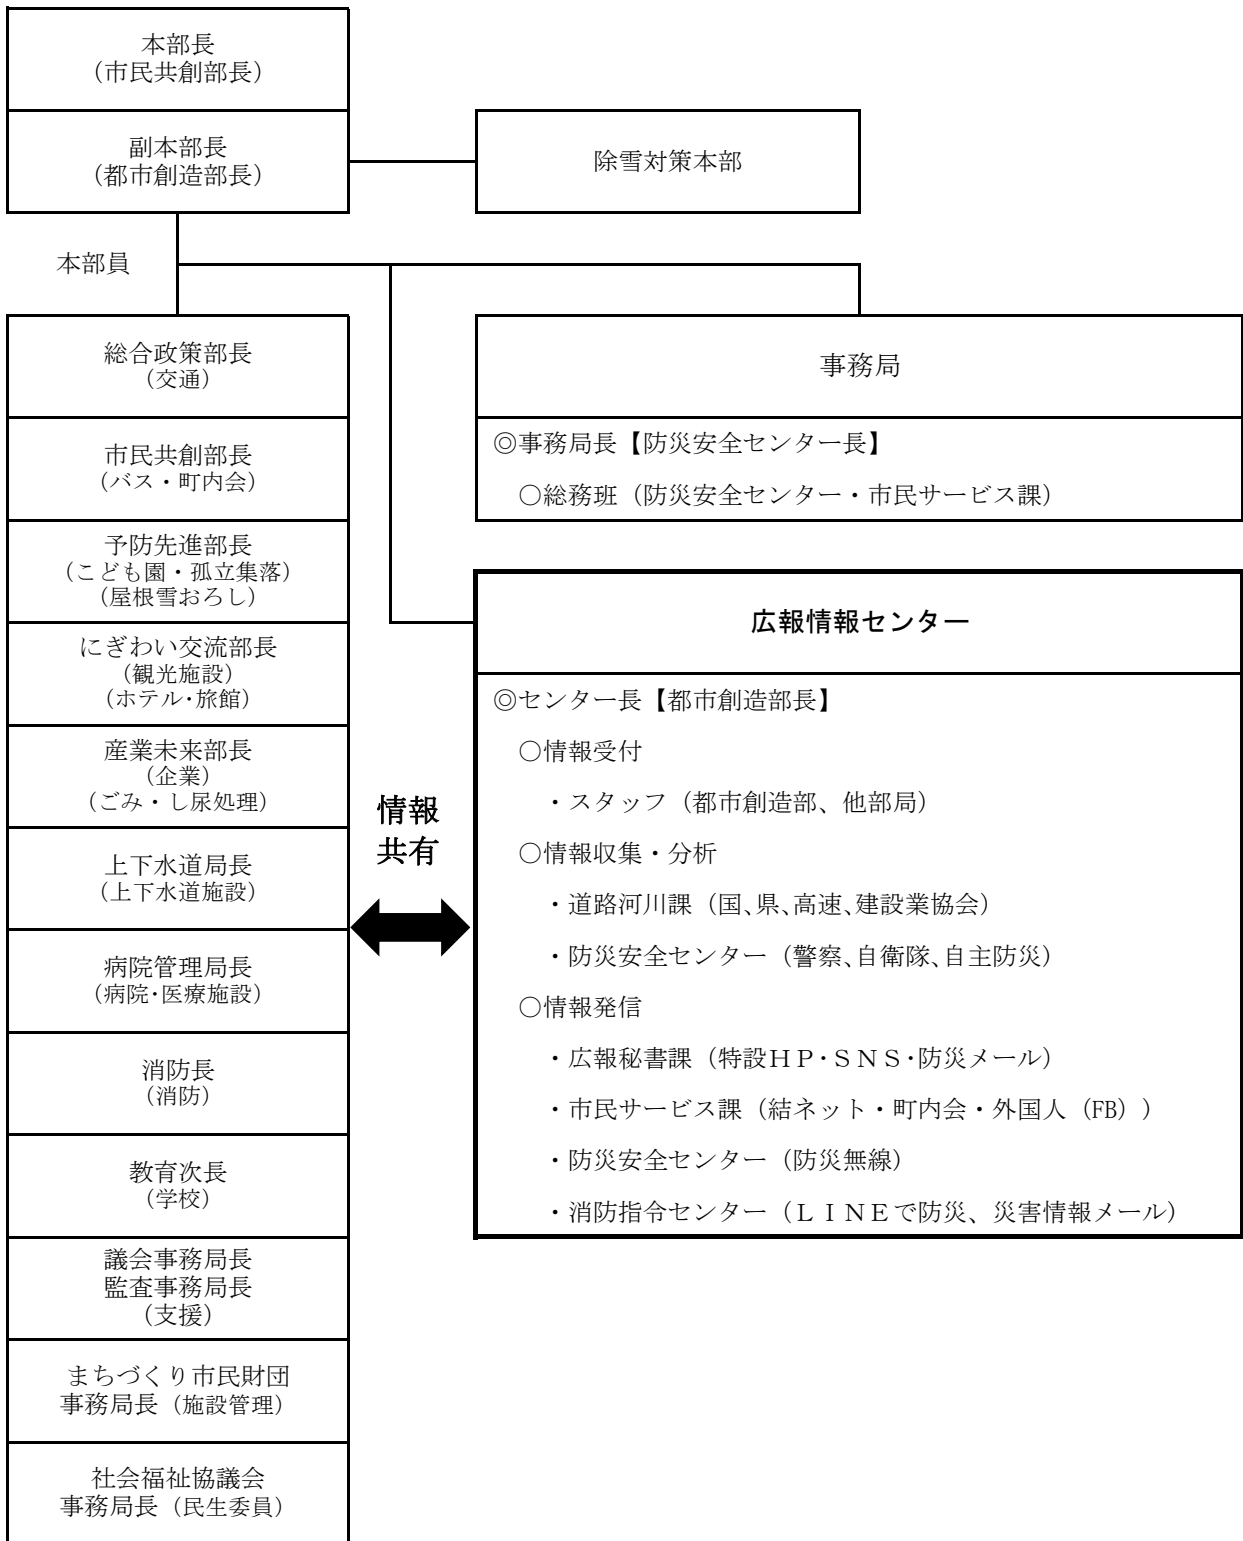 本部長
（市民共創部長）
副本部長
（都市創造部長）
除雪対策本部
本部員
総合政策部長
（交通）
市民共創部長
（バス・町内会）
予防先進部長
（こども園・孤立集落）
（屋根雪おろし）
にぎわい交流部長
（観光施設）
（ホテル・旅館）
産業未来部長
（企業）
（ごみ・し尿処理）
上下水道局長
（上下水道施設）
病院管理局長
（病院・医療施設）
消防長
（消防）
教育次長
（学校）
議会事務局長
監査事務局長
（支援）
まちづくり市民財団
事務局長（施設管理）
社会福祉協議会
事務局長（民生委員）
情報
共有
事務局
◎事務局長【防災安全センター長】
○総務班（防災安全センター・市民サービス課）
広報情報センター
◎センター長【都市創造部長】
○情報受付
・スタッフ（都市創造部、他部局）
○情報収集・分析
・道路河川課（国、県、高速、建設業協会）
・防災安全センター（警察、自衛隊、自主防災）
○情報発信
・広報秘書課（特設ＨＰ・ＳＮＳ・防災メール）
・市民サービス課（結ネット・町内会・外国人（FB））
・防災安全センター（防災無線）
・消防指令センター（ＬＩＮＥで防災、災害情報メール）